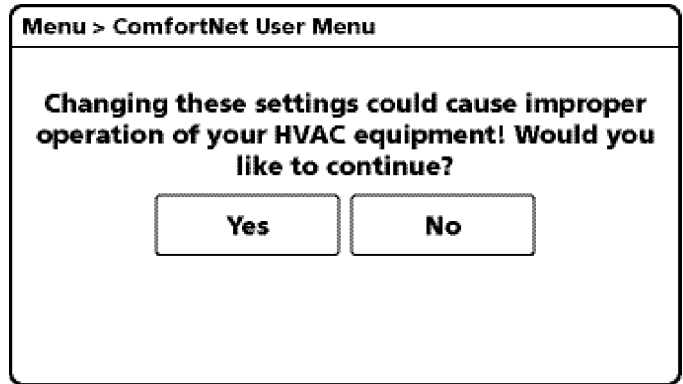 Menu > ComfortNet User Menu
Changing these settings could cause improper
operation of your HVAC equipment! Would you
like to continue?
Yes No